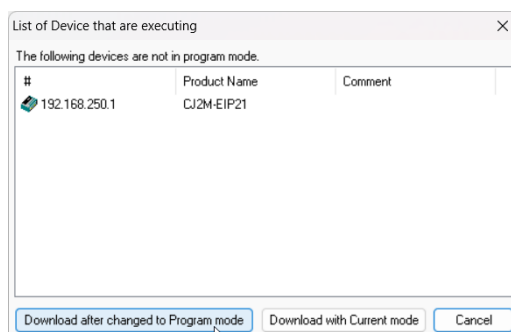 List of Device that are executing
The following devices are not in program mode.
# Product Name Comment
192.168.250.1 CJ2M-EIP21
Download after changed to Program mode Download with Current mode Cancel